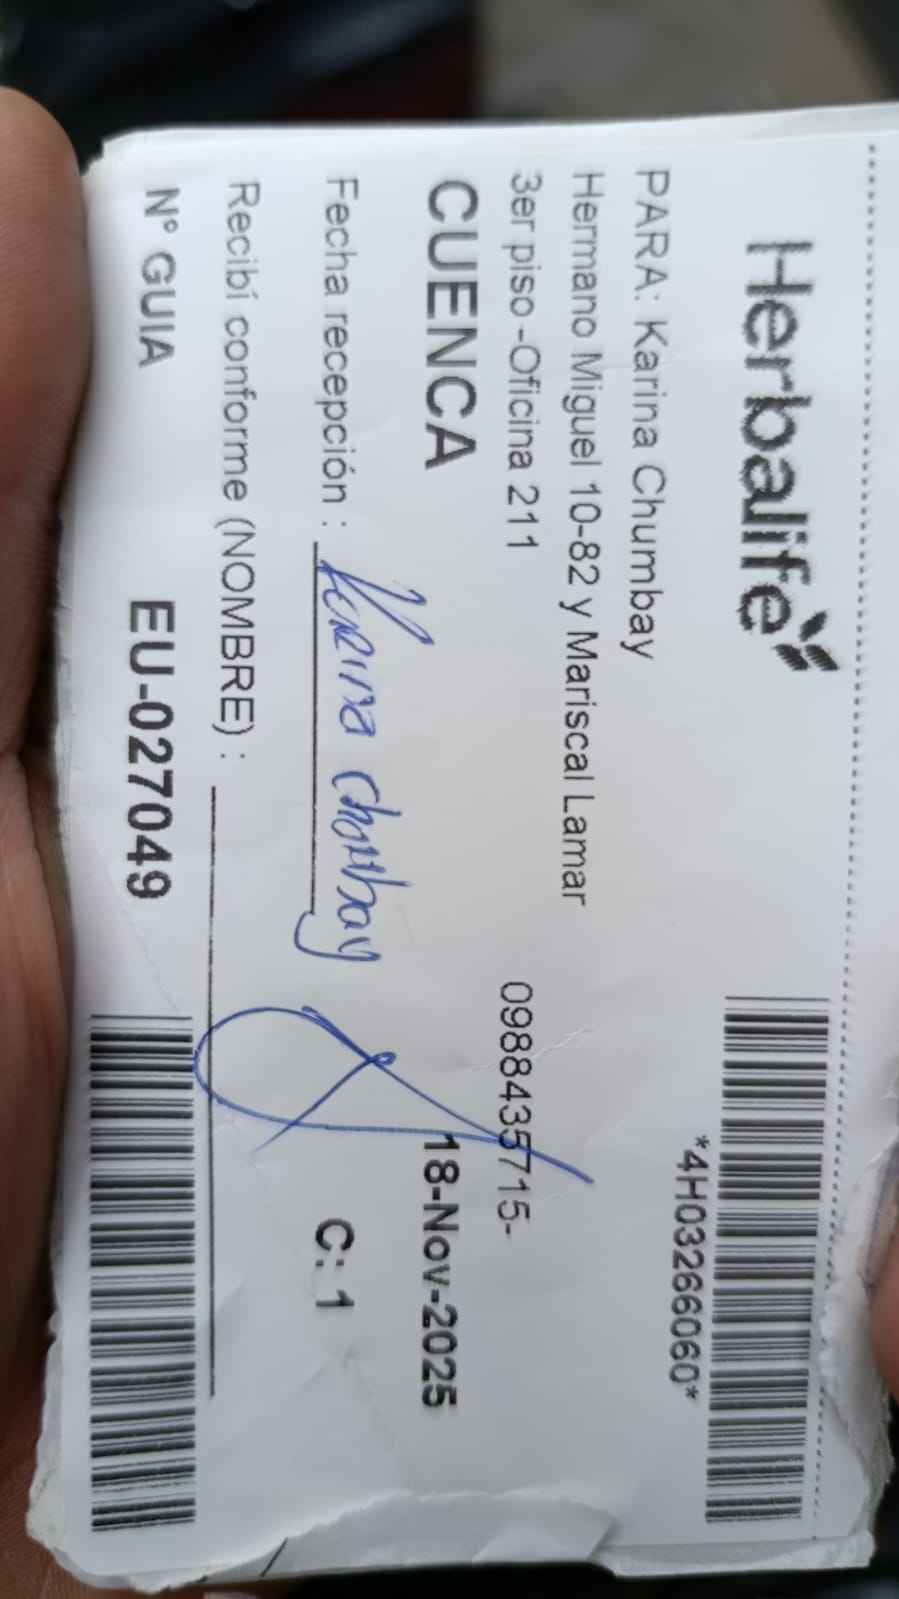 Herbalife
*4H03266060*
PARA: Karina Chumbay
Hermano Miguel 10-82 y Mariscal Lamar
3er piso -Oficina 211 0988435715-
CUENCA 18-Nov-2025
Fecha recepción : Karina Chumbay C: 1
Recibí conforme (NOMBRE) :
Nº GUIA EU-027049